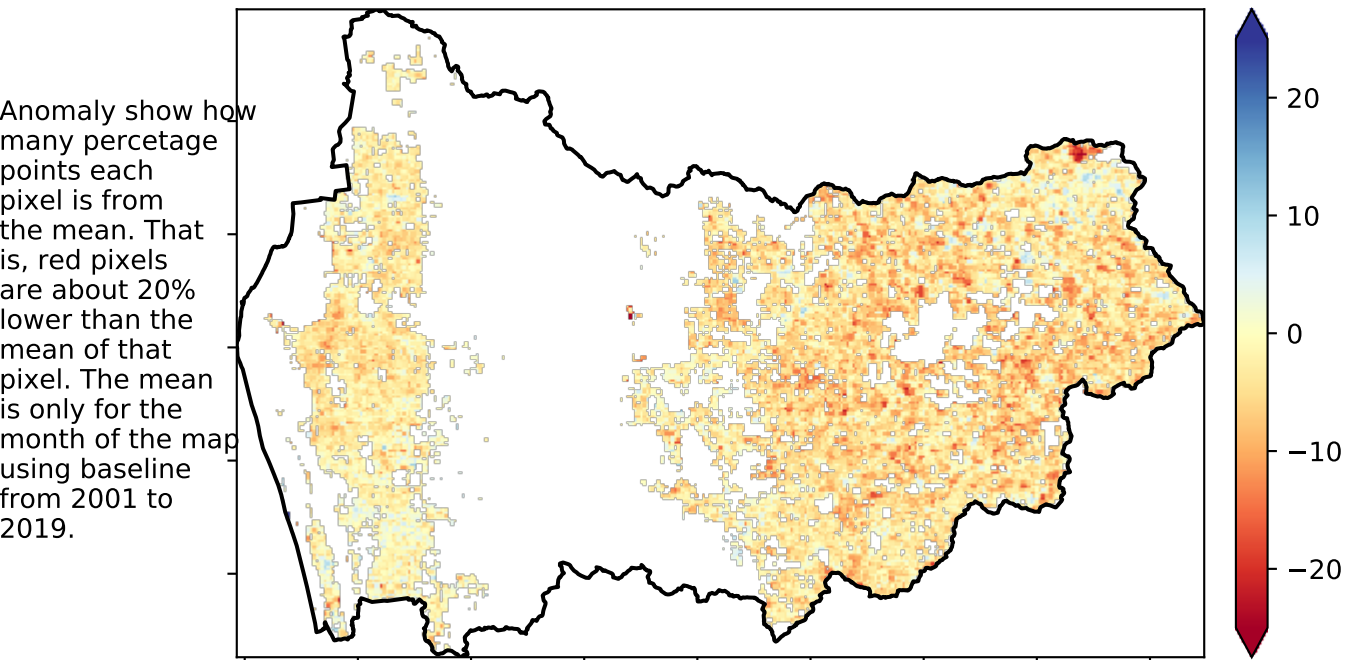 Anomaly show how
many percetage
points each
pixel is from
the mean. That
is, red pixels
are about 20%
lower than the
mean of that
pixel. The mean
is only for the
month of the map
using baseline
from 2001 to
2019.
20
10
0
−10
−20